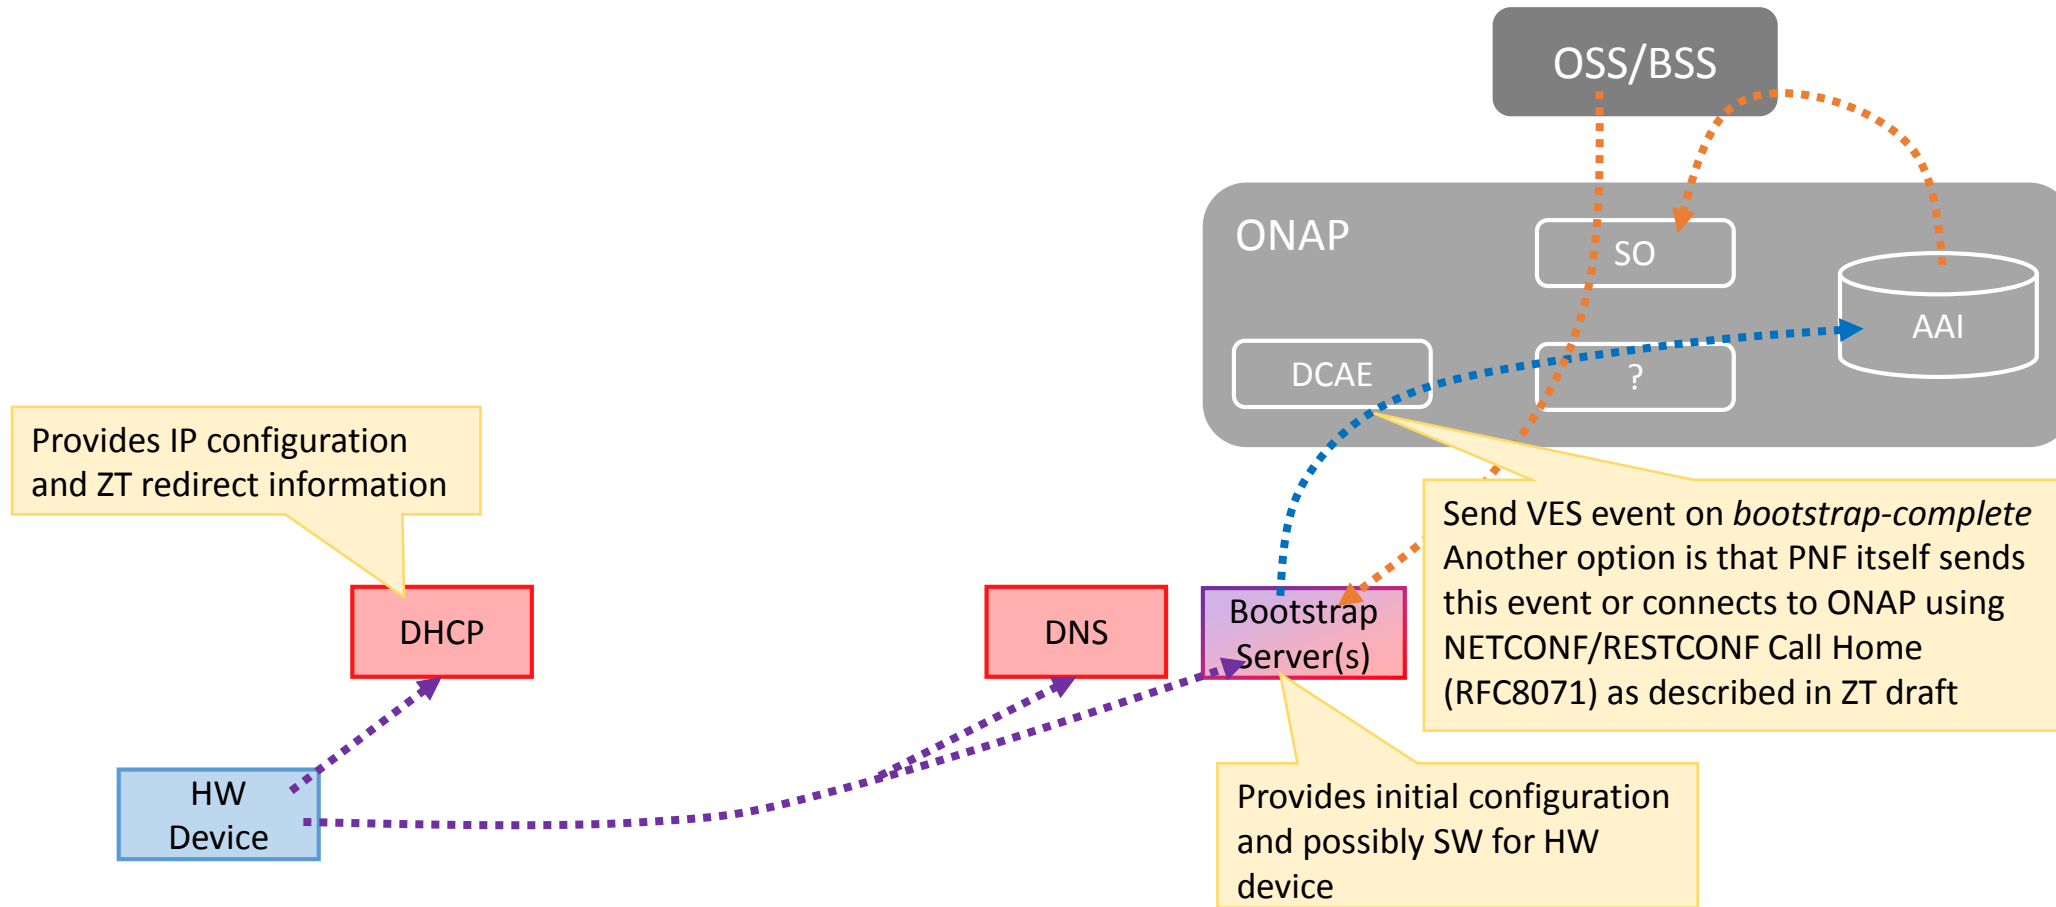 OSS/BSS
ONAP
SO
AAI
DCAE
?
Provides IP configuration
and ZT redirect information
Send VES event on bootstrap-complete
Another option is that PNF itself sends
this event or connects to ONAP using
NETCONF/RESTCONF Call Home
(RFC8071) as described in ZT draft
DHCP
DNS
Bootstrap
Server(s)
HW
Device
Provides initial configuration
and possibly SW for HW
device